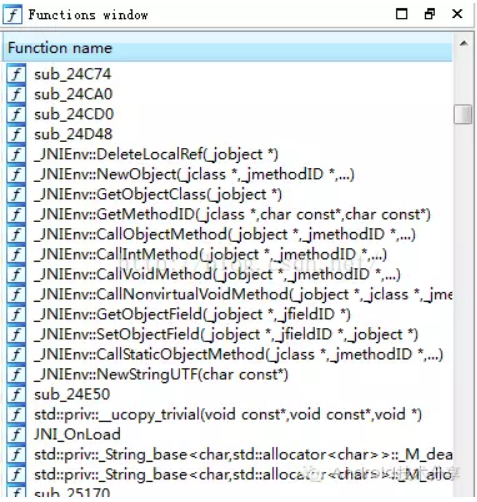 Functions window
Function name
sub_24C74
sub_24CA0
sub_24CD0
sub_24D48
_JNIEnv::DeleteLocalRef(_jobject *)
_JNIEnv::NewObject(_jclass *,_jmethodID *,...)
_JNIEnv::GetObjectClass(_jobject *)
_JNIEnv::GetMethodID(_jclass *,char const*,char const*)
_JNIEnv::CallObjectMethod(_jobject *,_jmethodID *,...)
_JNIEnv::CallIntMethod(_jobject *,_jmethodID *,...)
_JNIEnv::CallVoidMethod(_jobject *,_jmethodID *,...)
_JNIEnv::CallNonvirtualVoidMethod(_jobject *,_jclass *,_jme
_JNIEnv::GetObjectField(_jobject *,_jfieldID *)
_JNIEnv::SetObjectField(_jobject *,_jfieldID *,_jobject *)
_JNIEnv::CallStaticObjectMethod(_jclass *,_jmethodID *,...)
_JNIEnv::NewStringUTF(char const*)
sub_24E50
std::priv::__ucopy_trivial(void const*,void const*,void *)
JNI_OnLoad
std::priv::_String_base<char,std::allocator<char>>::_M_dea
std::priv::_String_base<char,std::allocator<char>>::_M_allo
sub_25170